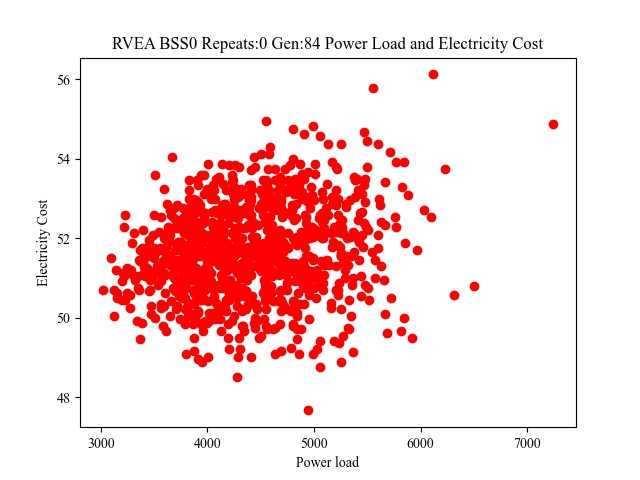 RVEA BSS0 Repeats:0 Gen:84 Power Load and Electricity Cost
56
54
52
50
48
Electricity Cost
3000 4000 5000 6000 7000
Power load